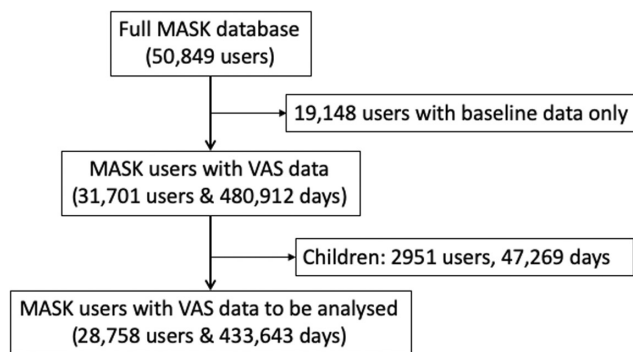 Full MASK database
(50,849 users)
19,148 users with baseline data only
MASK users with VAS data
(31,701 users & 480,912 days)
Children: 2951 users, 47,269 days
MASK users with VAS data to be analysed
(28,758 users & 433,643 days)